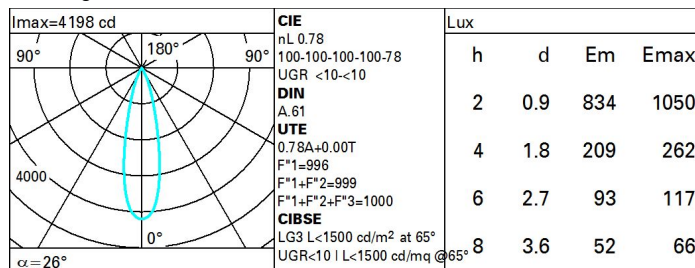 Imax=4198 cd
90° 180° 90°
4000
0°
α=26°
CIE
nL 0.78
100-100-100-100-78
UGR <10-<10
DIN
A.61
UTE
0.78A+0.00T
F"1=996
F"1+F"2=999
F"1+F"2+F"3=1000
CIBSE
LG3 L<1500 cd/m² at 65°
UGR<10 | L<1500 cd/mq @65°
Lux
h d Em Emax
2 0.9 834 1050
4 1.8 209 262
6 2.7 93 117
8 3.6 52 66